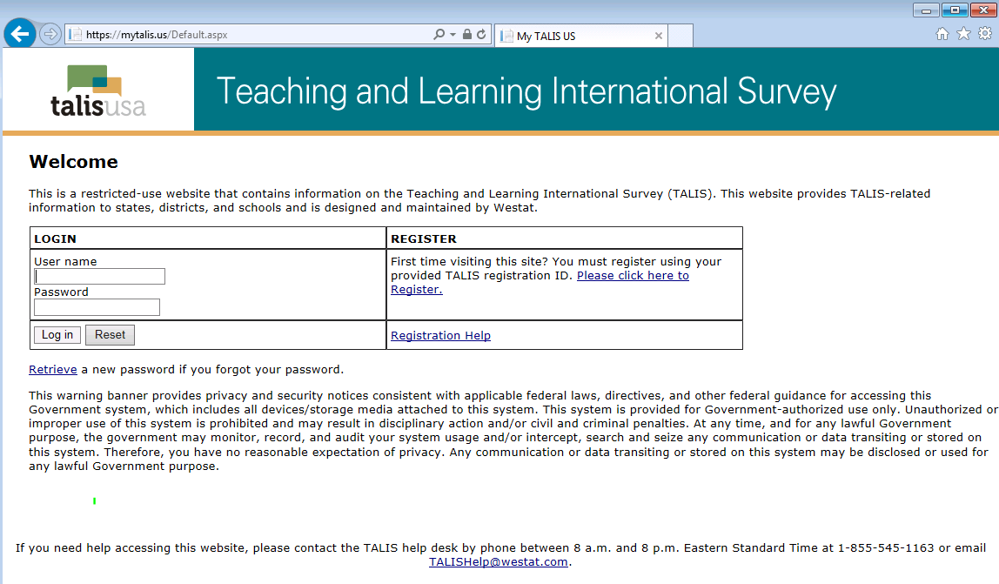 https://mytalis.us/Default.aspx
My TALIS US
talisusa
Teaching and Learning International Survey
Welcome
This is a restricted-use website that contains information on the Teaching and Learning International Survey (TALIS). This website provides TALIS-related
information to states, districts, and schools and is designed and maintained by Westat.
LOGIN
REGISTER
User name
Password
First time visiting this site? You must register using your
provided TALIS registration ID. Please click here to
Register.
Log in
Reset
Registration Help
Retrieve a new password if you forgot your password.
This warning banner provides privacy and security notices consistent with applicable federal laws, directives, and other federal guidance for accessing this
Government system, which includes all devices/storage media attached to this system. This system is provided for Government-authorized use only. Unauthorized or
improper use of this system is prohibited and may result in disciplinary action and/or civil and criminal penalties. At any time, and for any lawful Government
purpose, the government may monitor, record, and audit your system usage and/or intercept, search and seize any communication or data transiting or stored on
this system. Therefore, you have no reasonable expectation of privacy. Any communication or data transiting or stored on this system may be disclosed or used for
any lawful Government purpose.
If you need help accessing this website, please contact the TALIS help desk by phone between 8 a.m. and 8 p.m. Eastern Standard Time at 1-855-545-1163 or email
TALISHelp@westat.com.